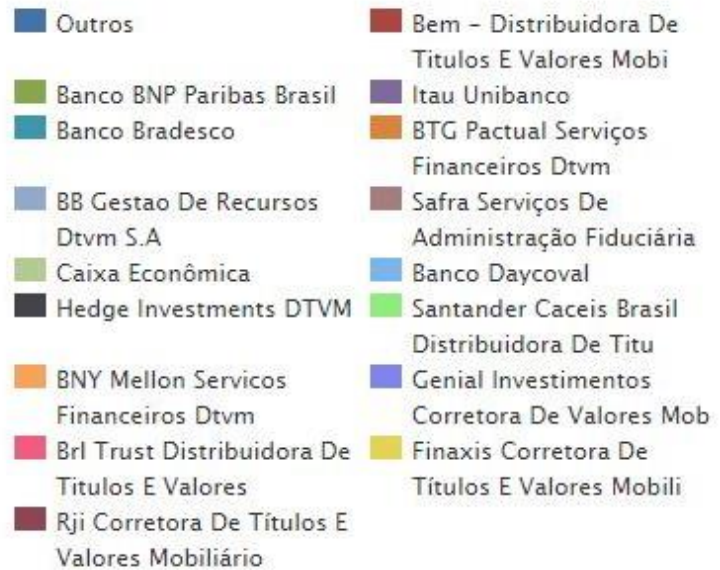 Outros
Bem – Distribuidora De
Titulos E Valores Mobi
Banco BNP Paribas Brasil
Itau Unibanco
Banco Bradesco
BTG Pactual Serviços
Financeiros Dtvm
BB Gestao De Recursos
Dtvm S.A
Safra Serviços De
Administração Fiduciária
Caixa Econômica
Banco Daycoval
Hedge Investments DTVM
Santander Caceis Brasil
Distribuidora De Titu
BNY Mellon Servicos
Financeiros Dtvm
Genial Investimentos
Corretora De Valores Mob
Brl Trust Distribuidora De
Titulos E Valores
Finaxis Corretora De
Títulos E Valores Mobili
Rji Corretora De Títulos E
Valores Mobiliário